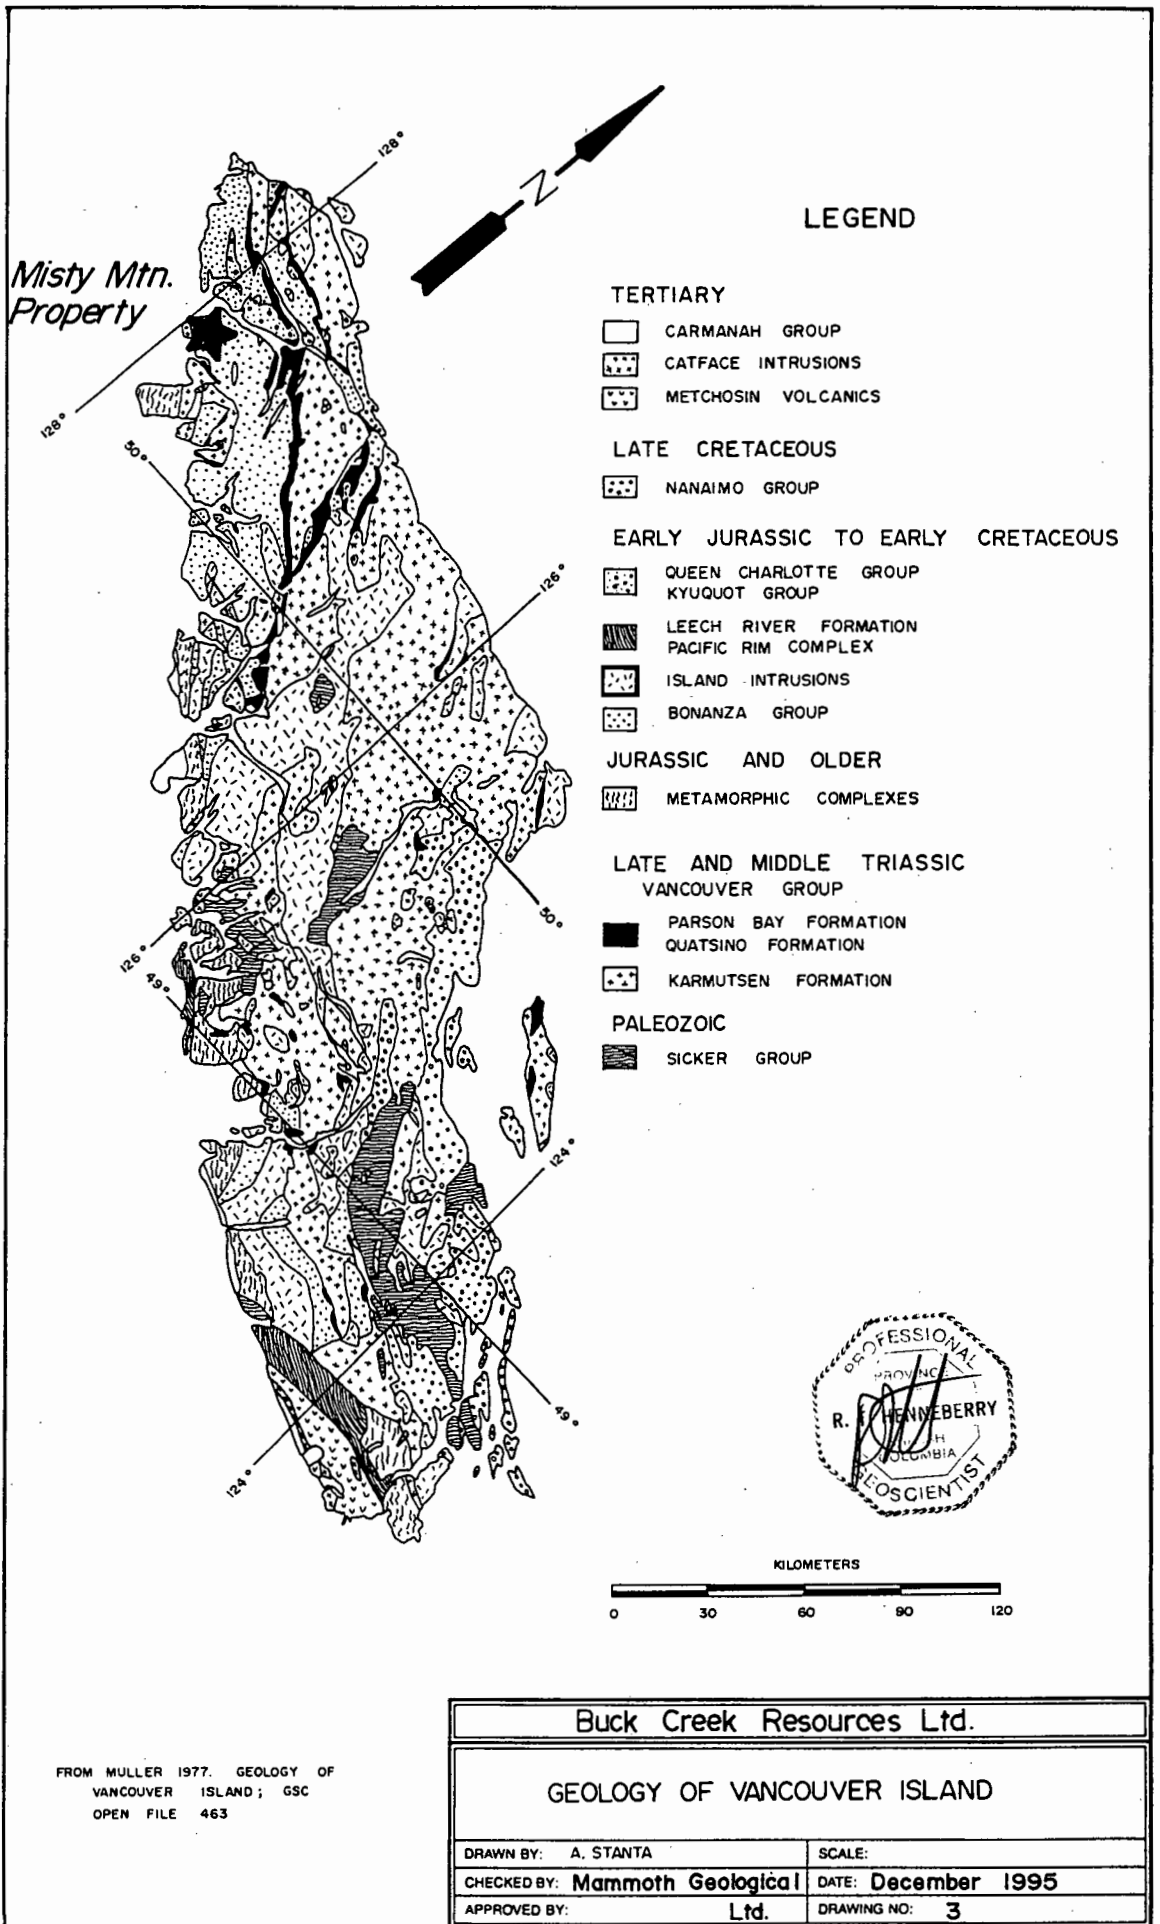 128°
N
LEGEND
Misty Mtn.
Property
128°
50°
TERTIARY
CARMANAH GROUP
CATFACE INTRUSIONS
METCHOSIN VOLCANICS
LATE CRETACEOUS
NANAIMO GROUP
EARLY JURASSIC TO EARLY CRETACEOUS
QUEEN CHARLOTTE GROUP
KYUQUOT GROUP
LEECH RIVER FORMATION
PACIFIC RIM COMPLEX
ISLAND INTRUSIONS
BONANZA GROUP
JURASSIC AND OLDER
METAMORPHIC COMPLEXES
LATE AND MIDDLE TRIASSIC
VANCOUVER GROUP
PARSON BAY FORMATION
QUATSINO FORMATION
KARMUTSEN FORMATION
PALEOZOIC
SICKER GROUP
126°
50°
126°
49°
124°
49°
124°
PROFESSIONAL
PROVINCE
R. HENNEBERRY
COLUMBIA
GEOSCIENTIST
KILOMETERS
0 30 60 90 120
FROM MULLER 1977. GEOLOGY OF
VANCOUVER ISLAND; GSC
OPEN FILE 463
Buck Creek Resources Ltd.
GEOLOGY OF VANCOUVER ISLAND
DRAWN BY: A. STANTA
SCALE:
CHECKED BY: Mammoth Geological
DATE: December 1995
APPROVED BY: Ltd.
DRAWING NO: 3